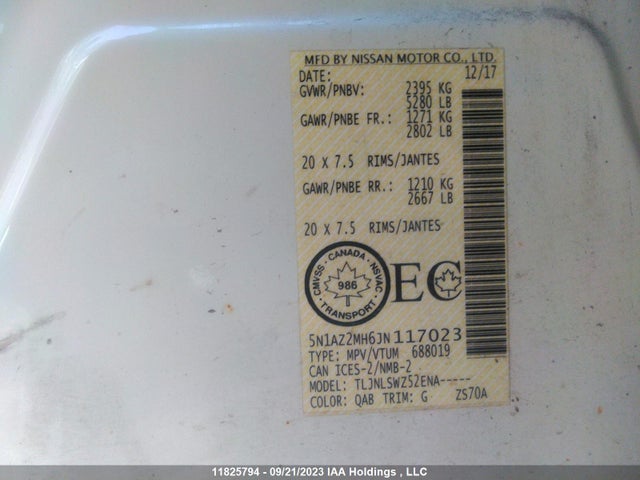 MFD BY NISSAN MOTOR CO., LTD.
DATE: 12/17
GVWR/PNBV: 2395 KG
5280 LB
GAWR/PNBE FR.: 1271 KG
2802 LB
20 X 7.5 RIMS/JANTES
GAWR/PNBE RR.: 1210 KG
2667 LB
20 X 7.5 RIMS/JANTES
CMVSS - CANADA - NSVAC
986
TRANSPORT
EC
5N1AZ2MH6JN117023
TYPE: MPV/VTUM 688019
CAN ICES-2/NMB-2
MODEL: TLJNLSWZ52ENA-----
COLOR: QAB TRIM: G ZS70A
11825794 - 09/21/2023 IAA Holdings , LLC